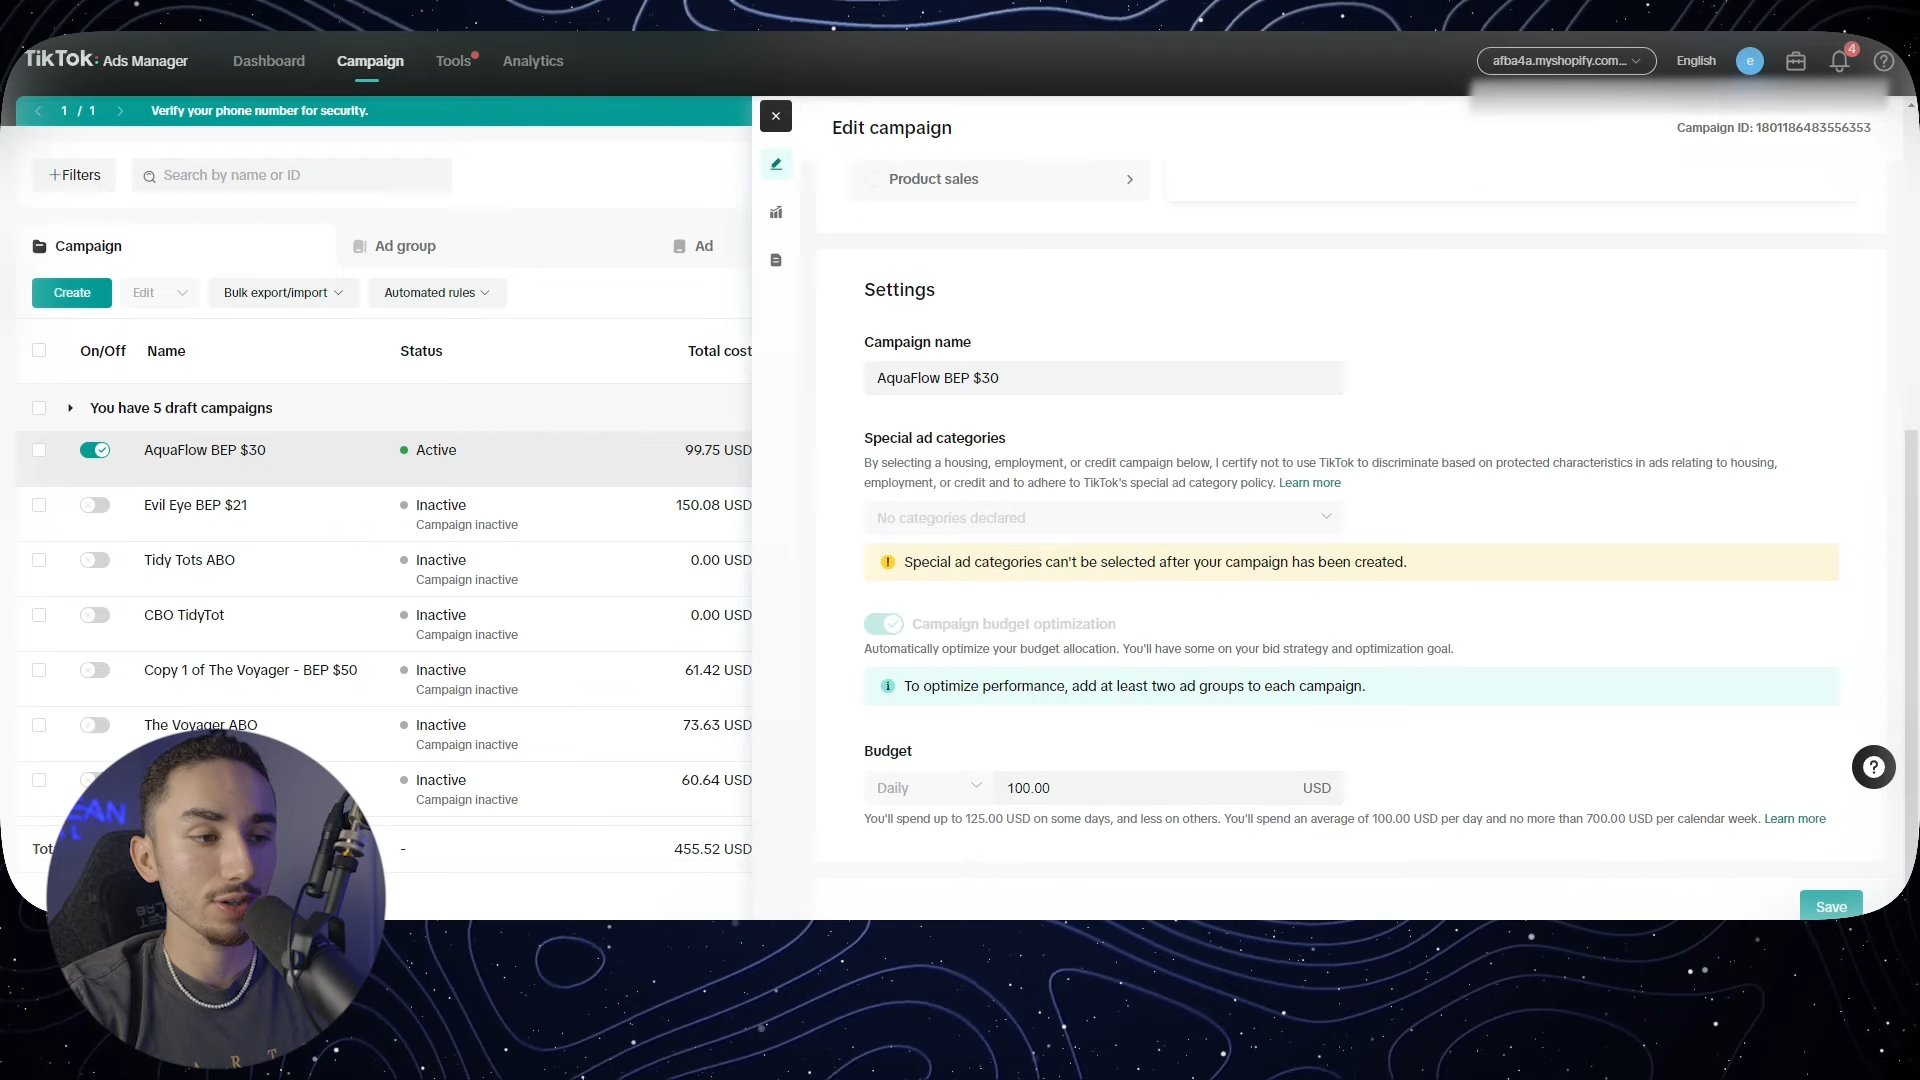 TikTok: Ads Manager
Dashboard
Campaign
Tools
Analytics
afba4a.myshopify.com...
English
e
4
1 / 1
Verify your phone number for security.
Edit campaign
Campaign ID: 1801186483556353
+Filters
Search by name or ID
Product sales
Campaign
Ad group
Ad
Create
Edit
Bulk export/import
Automated rules
On/Off
Name
Status
Total cost
You have 5 draft campaigns
AquaFlow BEP $30
Active
99.75 USD
Evil Eye BEP $21
Inactive
150.08 USD
Campaign inactive
Tidy Tots ABO
Inactive
0.00 USD
Campaign inactive
CBO TidyTot
Inactive
0.00 USD
Campaign inactive
Copy 1 of The Voyager - BEP $50
Inactive
61.42 USD
Campaign inactive
The Voyager ABO
Inactive
73.63 USD
Campaign inactive
Inactive
60.64 USD
Campaign inactive
-
455.52 USD
Settings
Campaign name
AquaFlow BEP $30
Special ad categories
By selecting a housing, employment, or credit campaign below, I certify not to use TikTok to discriminate based on protected characteristics in ads relating to housing,
employment, or credit and to adhere to TikTok's special ad category policy. Learn more
No categories declared
Special ad categories can't be selected after your campaign has been created.
Campaign budget optimization
Automatically optimize your budget allocation. You'll have some on your bid strategy and optimization goal.
To optimize performance, add at least two ad groups to each campaign.
Budget
Daily
100.00
USD
You'll spend up to 125.00 USD on some days, and less on others. You'll spend an average of 100.00 USD per day and no more than 700.00 USD per calendar week. Learn more
Save